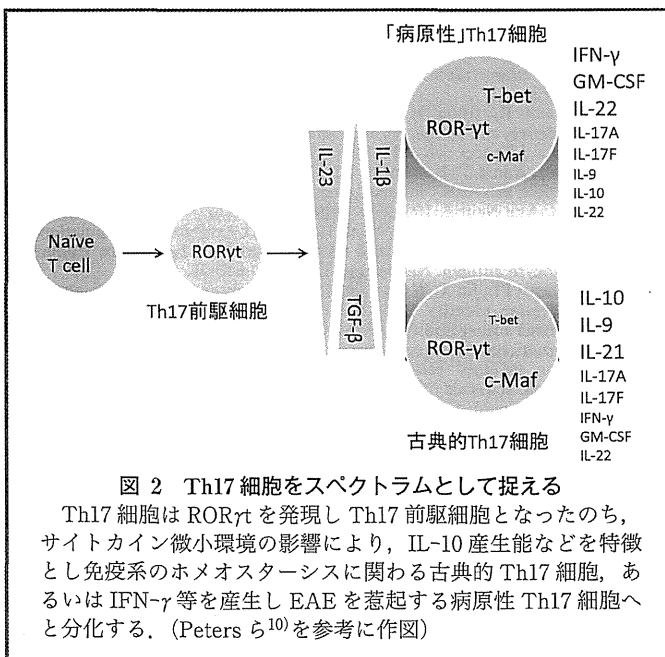 「病原性」Th17細胞
IFN-γ
GM-CSF
IL-22
IL-17A
IL-17F
IL-9
IL-10
IL-22
T-bet
ROR-γt
c-Maf
IL-23
IL-1β
TGF-β
Naïve
T cell
RORγt
Th17前駆細胞
T-bet
ROR-γt
c-Maf
古典的Th17細胞
IL-10
IL-9
IL-21
IL-17A
IL-17F
IFN-γ
GM-CSF
IL-22
図 2 Th17 細胞をスペクトラムとして捉える
Th17 細胞は RORγt を発現し Th17 前駆細胞となったのち,
サイトカイン微小環境の影響により, IL-10 産生能などを特徴
とし免疫系のホメオスターシスに関わる古典的 Th17 細胞, あ
るいは IFN-γ 等を産生し EAE を惹起する病原性 Th17 細胞へ
と分化する. (Peters ら10)を参考に作図)